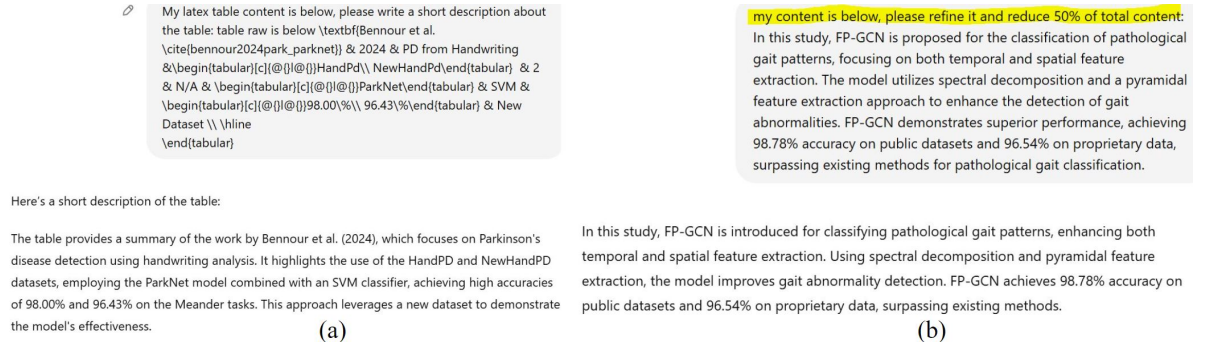 My latex table content is below, please write a short description about
the table: table raw is below \textbf{Bennour et al.
\cite{bennour2024park_parknet}} & 2024 & PD from Handwriting
&\begin{tabular}[c]{@{}l@{}}HandPd\\ NewHandPd\end{tabular} & 2
& N/A & \begin{tabular}[c]{@{}l@{}}ParkNet\end{tabular} & SVM &
\begin{tabular}[c]{@{}l@{}}98.00\%\\ 96.43\%\end{tabular} & New
Dataset \\ \hline
\end{tabular}
Here's a short description of the table:
The table provides a summary of the work by Bennour et al. (2024), which focuses on Parkinson's
disease detection using handwriting analysis. It highlights the use of the HandPD and NewHandPD
datasets, employing the ParkNet model combined with an SVM classifier, achieving high accuracies
of 98.00% and 96.43% on the Meander tasks. This approach leverages a new dataset to demonstrate
the model's effectiveness.
(a)
my content is below, please refine it and reduce 50% of total content:
In this study, FP-GCN is proposed for the classification of pathological
gait patterns, focusing on both temporal and spatial feature
extraction. The model utilizes spectral decomposition and a pyramidal
feature extraction approach to enhance the detection of gait
abnormalities. FP-GCN demonstrates superior performance, achieving
98.78% accuracy on public datasets and 96.54% on proprietary data,
surpassing existing methods for pathological gait classification.
In this study, FP-GCN is introduced for classifying pathological gait patterns, enhancing both
temporal and spatial feature extraction. Using spectral decomposition and pyramidal feature
extraction, the model improves gait abnormality detection. FP-GCN achieves 98.78% accuracy on
public datasets and 96.54% on proprietary data, surpassing existing methods.
(b)